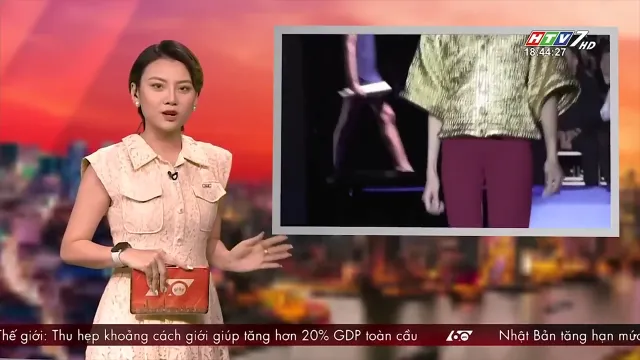 HTV7 HD
18:44:27
Thế giới: Thu hẹp khoảng cách giới giúp tăng hơn 20% GDP toàn cầu
Nhật Bản tăng hạn mức